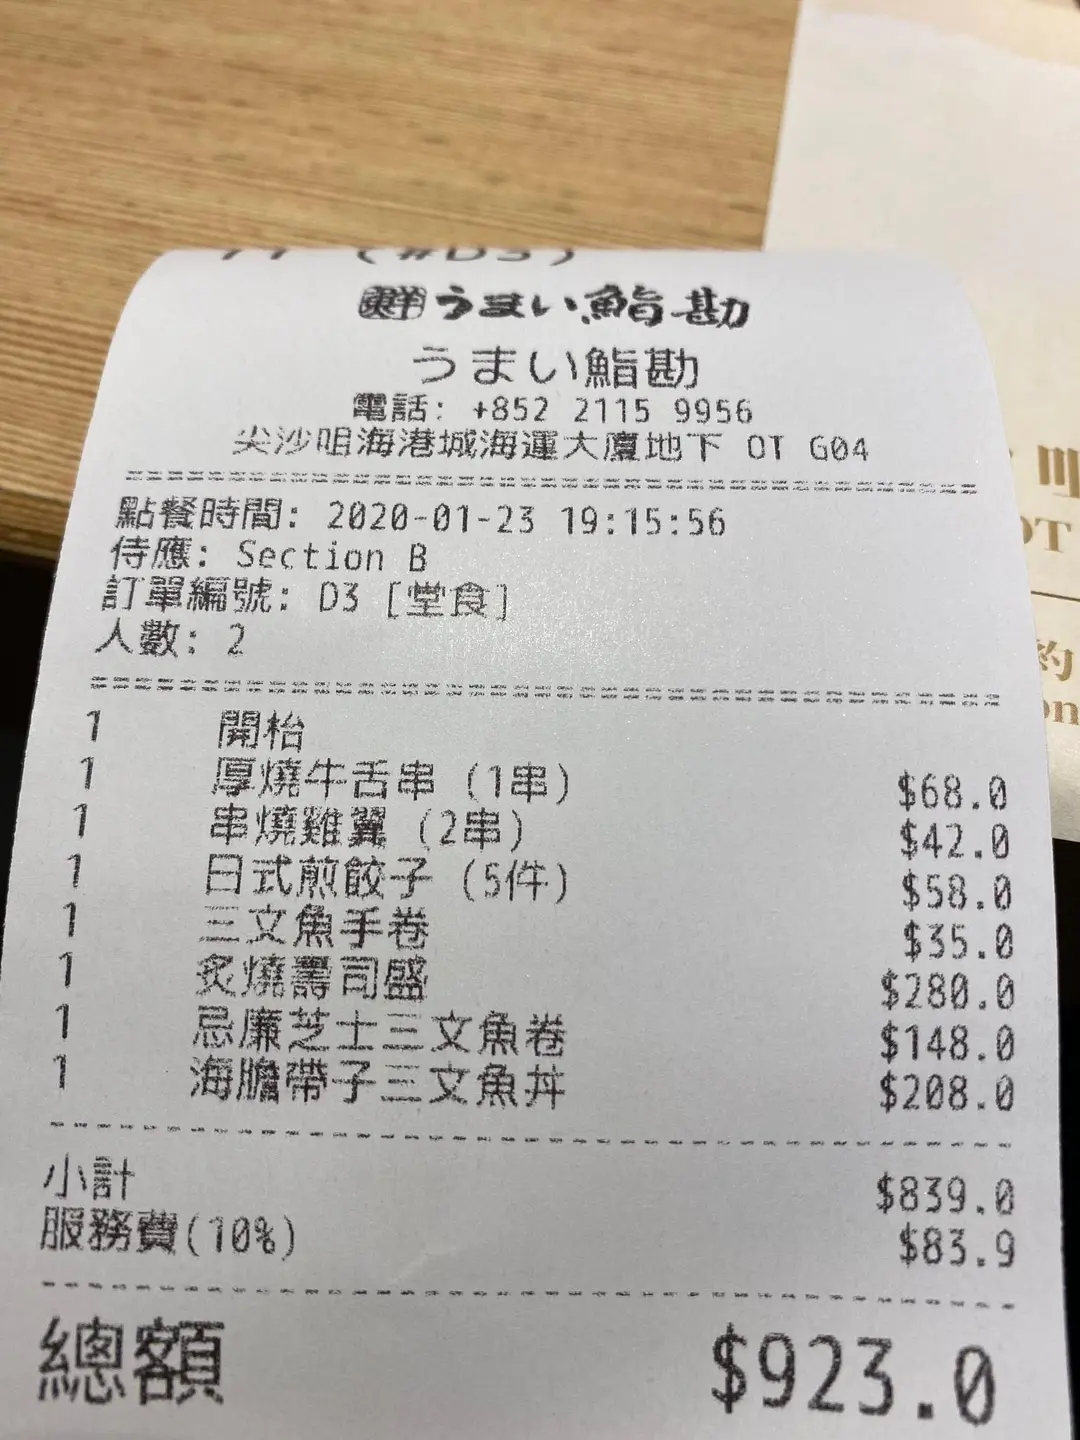 (#D3)
鮮うまい鮨勘
うまい鮨勘
電話: +852 2115 9956
尖沙咀海港城海運大廈地下 OT G04
點餐時間: 2020-01-23 19:15:56
侍應: Section B
訂單編號: D3 [堂食]
人數: 2
1 開枱
1 厚燒牛舌串 (1串) $68.0
1 串燒雞翼 (2串) $42.0
1 日式煎餃子 (5件) $58.0
1 三文魚手卷 $35.0
1 炙燒壽司盛 $280.0
1 忌廉芝士三文魚卷 $148.0
1 海膽帶子三文魚丼 $208.0
小計 $839.0
服務費(10%) $83.9
總額 $923.0
OT
約
on